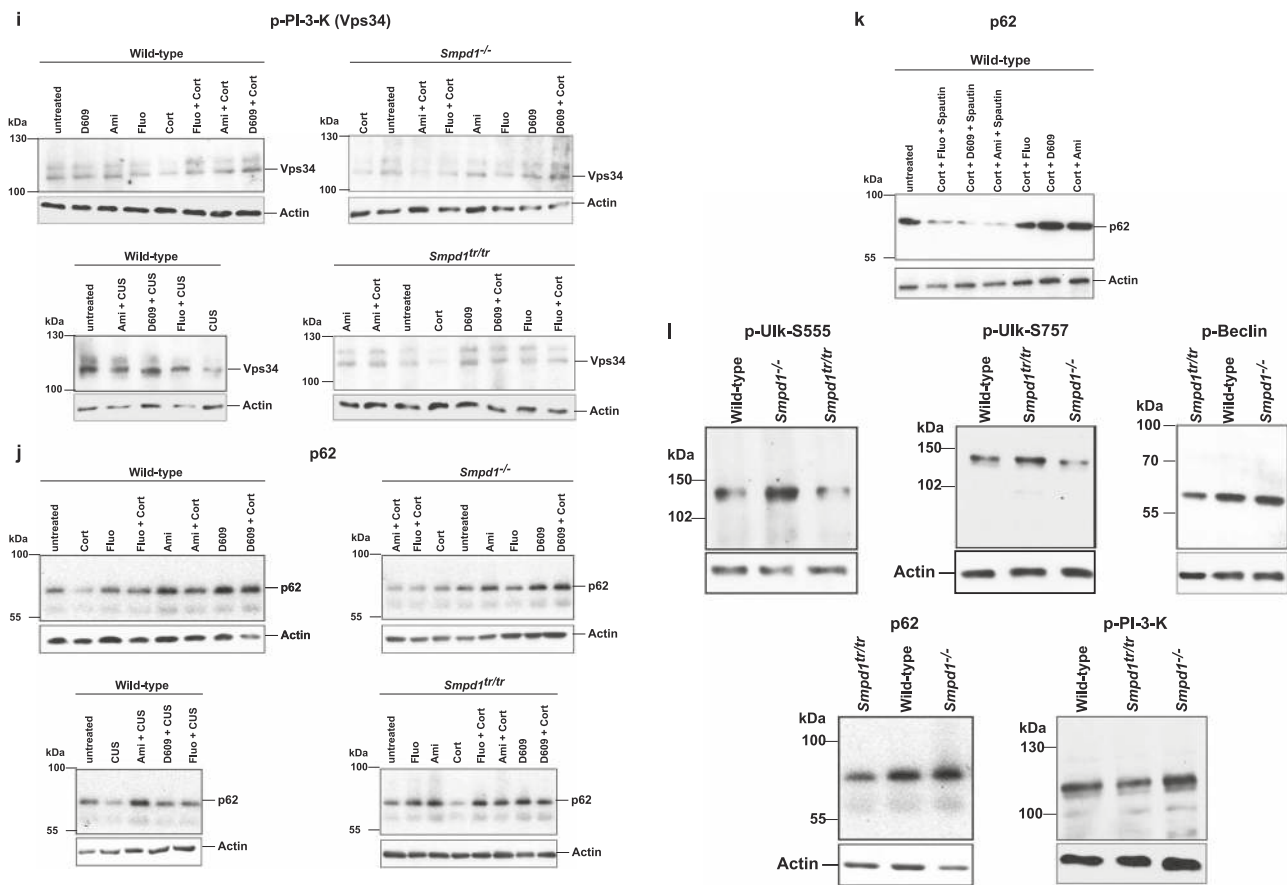 i
p-PI-3-K (Vps34)
Wild-type
kDa
untreated
D609
Ami
Fluo
Cort
Fluo + Cort
Ami + Cort
D609 + Cort
130
100
Vps34
Actin
Smpd1-/-
kDa
Cort
untreated
Ami + Cort
Fluo + Cort
Ami
Fluo
D609
D609 + Cort
130
100
Vps34
Actin
Wild-type
kDa
untreated
Ami + CUS
D609 + CUS
Fluo + CUS
CUS
130
100
Vps34
Actin
Smpd1tr/tr
kDa
Ami
Ami + Cort
untreated
Cort
D609
D609 + Cort
Fluo
Fluo + Cort
130
100
Vps34
Actin
j
p62
Wild-type
kDa
untreated
Cort
Fluo
Fluo + Cort
Ami
Ami + Cort
D609
D609 + Cort
100
55
p62
Actin
Smpd1-/-
kDa
Ami + Cort
Fluo + Cort
Cort
untreated
Ami
Fluo
D609
D609 + Cort
100
55
p62
Actin
Wild-type
kDa
untreated
CUS
Ami + CUS
D609 + CUS
Fluo + CUS
100
55
p62
Actin
Smpd1tr/tr
kDa
untreated
Fluo
Ami
Cort
Fluo + Cort
Ami + Cort
D609
D609 + Cort
100
55
p62
Actin
k
p62
Wild-type
kDa
untreated
Cort + Fluo + Spautin
Cort + D609 + Spautin
Cort + Ami + Spautin
Cort + Fluo
Cort + D609
Cort + Ami
100
55
p62
Actin
l
p-Ulk-S555
kDa
Wild-type
Smpd1-/-
Smpd1tr/tr
150
102
p-Ulk-S757
kDa
Wild-type
Smpd1tr/tr
Smpd1-/-
150
102
Actin
p-Beclin
kDa
Smpd1tr/tr
Wild-type
Smpd1-/-
100
70
55
p62
kDa
Smpd1tr/tr
Wild-type
Smpd1-/-
100
55
Actin
p-PI-3-K
kDa
Wild-type
Smpd1tr/tr
Smpd1-/-
130
100